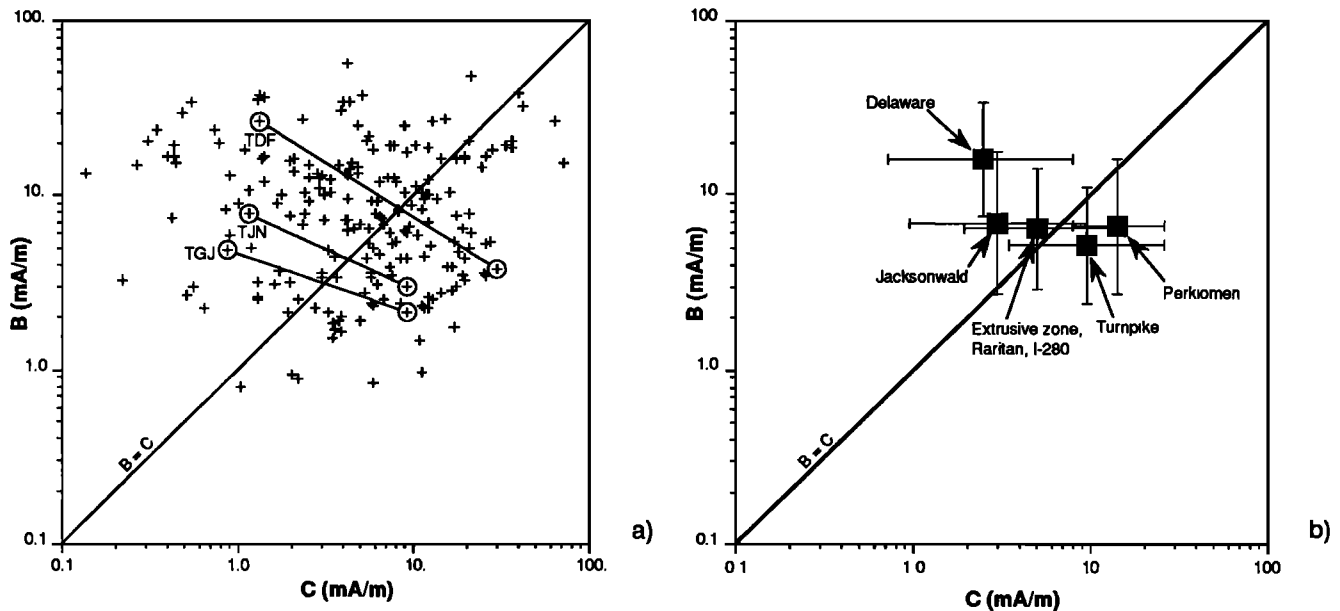 100.
10.
1.0
0.1
B (mA/m)
0.1
1.0
10.
100.
C (mA/m)
TDF
TJN
TGJ
B = C
a)
100
10
1.0
0.1
B (mA/m)
0 1
1 0
10
100
C (mA/m)
Delaware
Jacksonwald
Extrusive zone,
Raritan, I-280
Turnpike
Perkiomen
B = C
b)